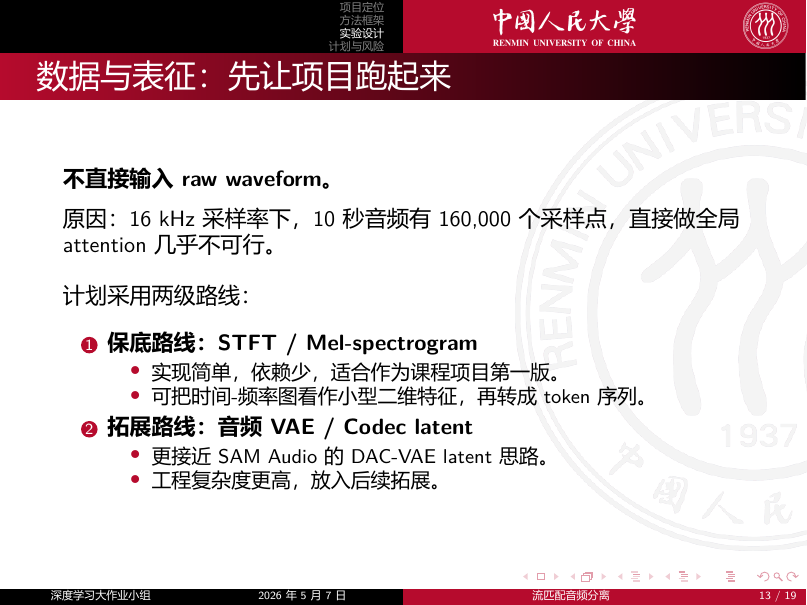 项目定位
方法框架
实验设计
计划与风险
中国人民大学
RENMIN UNIVERSITY OF CHINA
数据与表征：先让项目跑起来
不直接输入 raw waveform。
原因：16 kHz 采样率下，10 秒音频有 160,000 个采样点，直接做全局
attention 几乎不可行。
计划采用两级路线：
1 保底路线：STFT / Mel-spectrogram
• 实现简单，依赖少，适合作为课程项目第一版。
• 可把时间-频率图看作小型二维特征，再转成 token 序列。
2 拓展路线：音频 VAE / Codec latent
• 更接近 SAM Audio 的 DAC-VAE latent 思路。
• 工程复杂度更高，放入后续拓展。
RENMIN UNIVERSI
1937
深度学习大作业小组 2026 年 5 月 7 日 流匹配音频分离 13 / 19